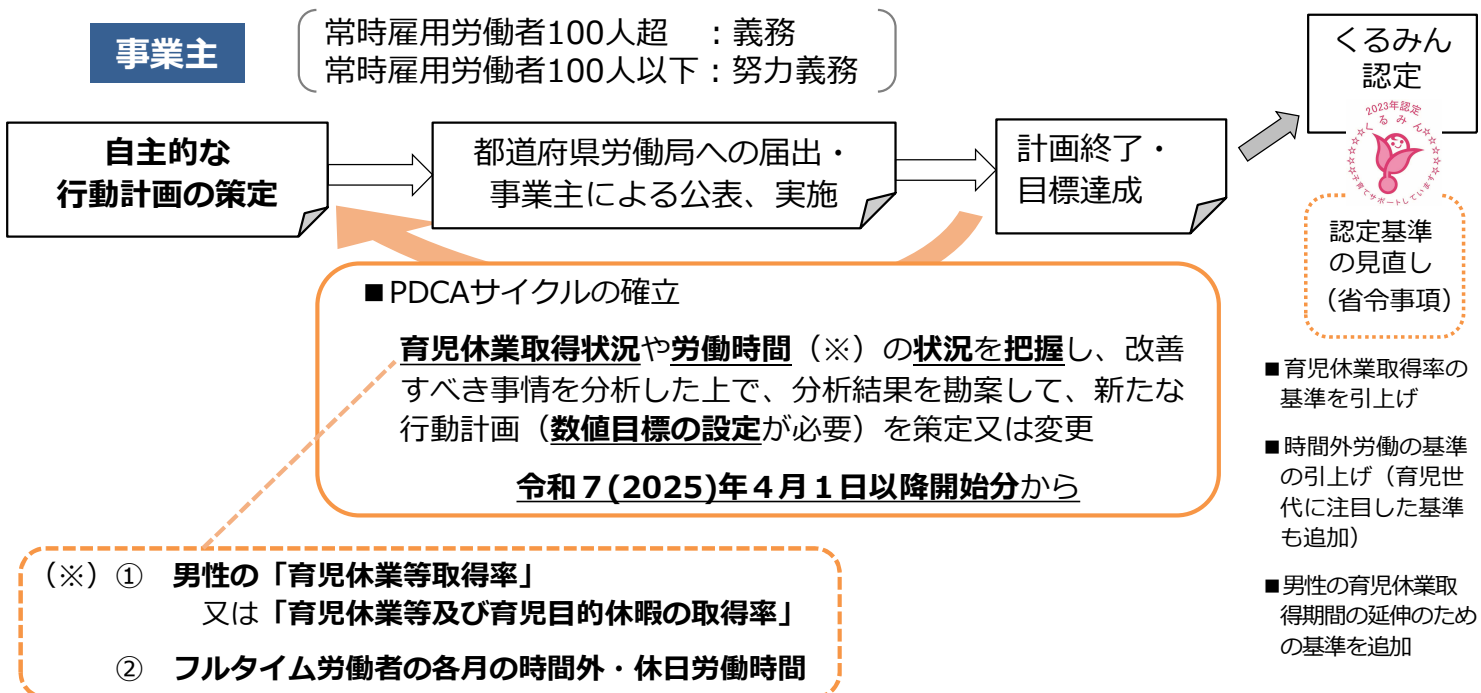 事業主
常時雇用労働者100人超　：義務
常時雇用労働者100人以下：努力義務
くるみん
認定
2023年認定
くるみん
子育てサポートしています
自主的な
行動計画の策定
都道府県労働局への届出・
事業主による公表、実施
計画終了・
目標達成
認定基準
の見直し
（省令事項）
■PDCAサイクルの確立
育児休業取得状況や労働時間（※）の状況を把握し、改善
すべき事情を分析した上で、分析結果を勘案して、新たな
行動計画（数値目標の設定が必要）を策定又は変更
令和７(2025)年４月１日以降開始分から
■育児休業取得率の
基準を引上げ
■時間外労働の基準
の引上げ（育児世
代に注目した基準
も追加）
■男性の育児休業取
得期間の延伸のため
の基準を追加
（※）①　男性の「育児休業等取得率」
又は「育児休業等及び育児目的休暇の取得率」
②　フルタイム労働者の各月の時間外・休日労働時間